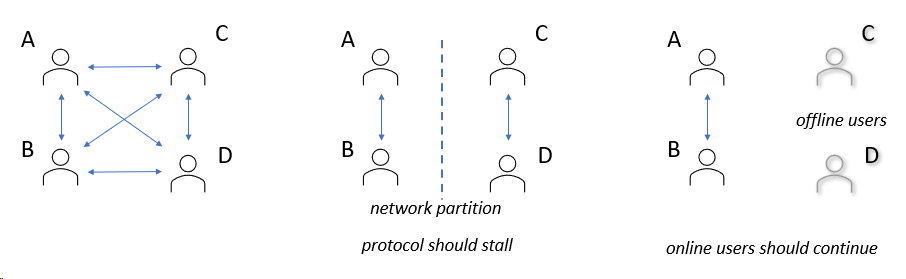 A
C
B
D
A
C
B
D
network partition
protocol should stall
A
C
offline users
B
D
online users should continue